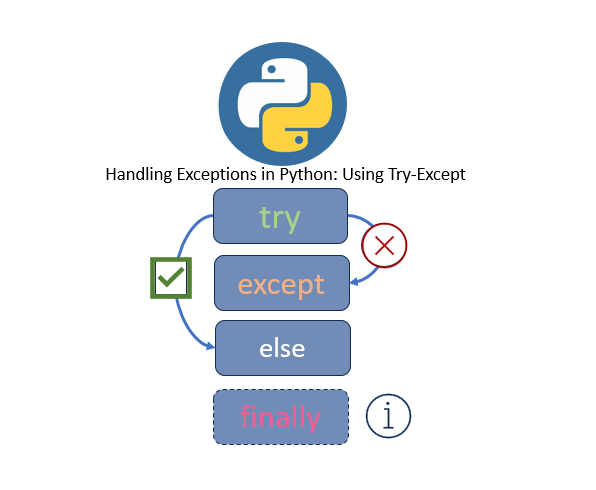 Handling Exceptions in Python: Using Try-Except
try
except
else
finally
i